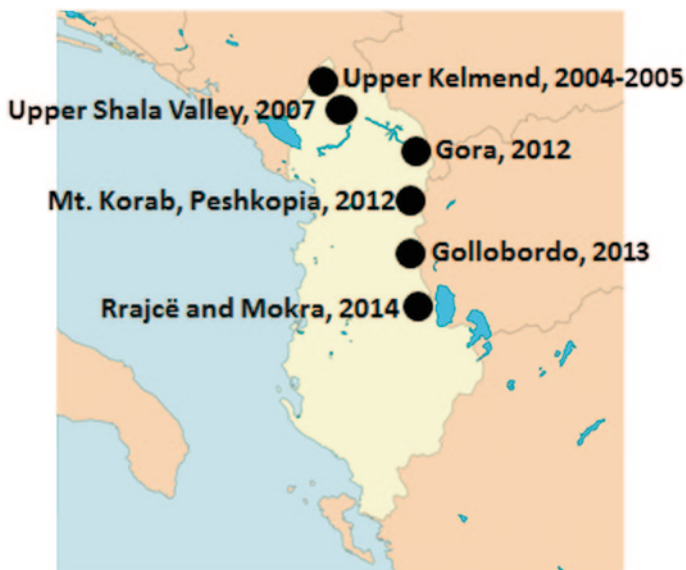 Upper Kelmend, 2004-2005
Upper Shala Valley, 2007
Gora, 2012
Mt. Korab, Peshkopia, 2012
Gollobordo, 2013
Rrajcë and Mokra, 2014